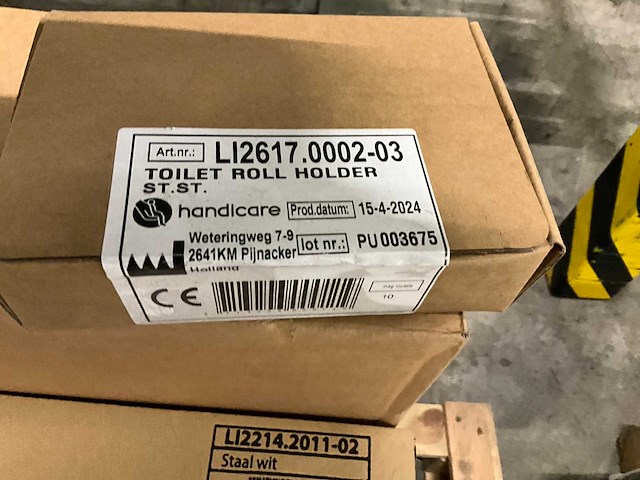 Art.nr.: LI2617.0002-03
TOILET ROLL HOLDER
ST.ST.
handicare Prod.datum: 15-4-2024
Weteringweg 7-9
2641KM Pijnacker lot nr.: PU003675
Holland
CE
10
LI2214.2011-02
Staal wit